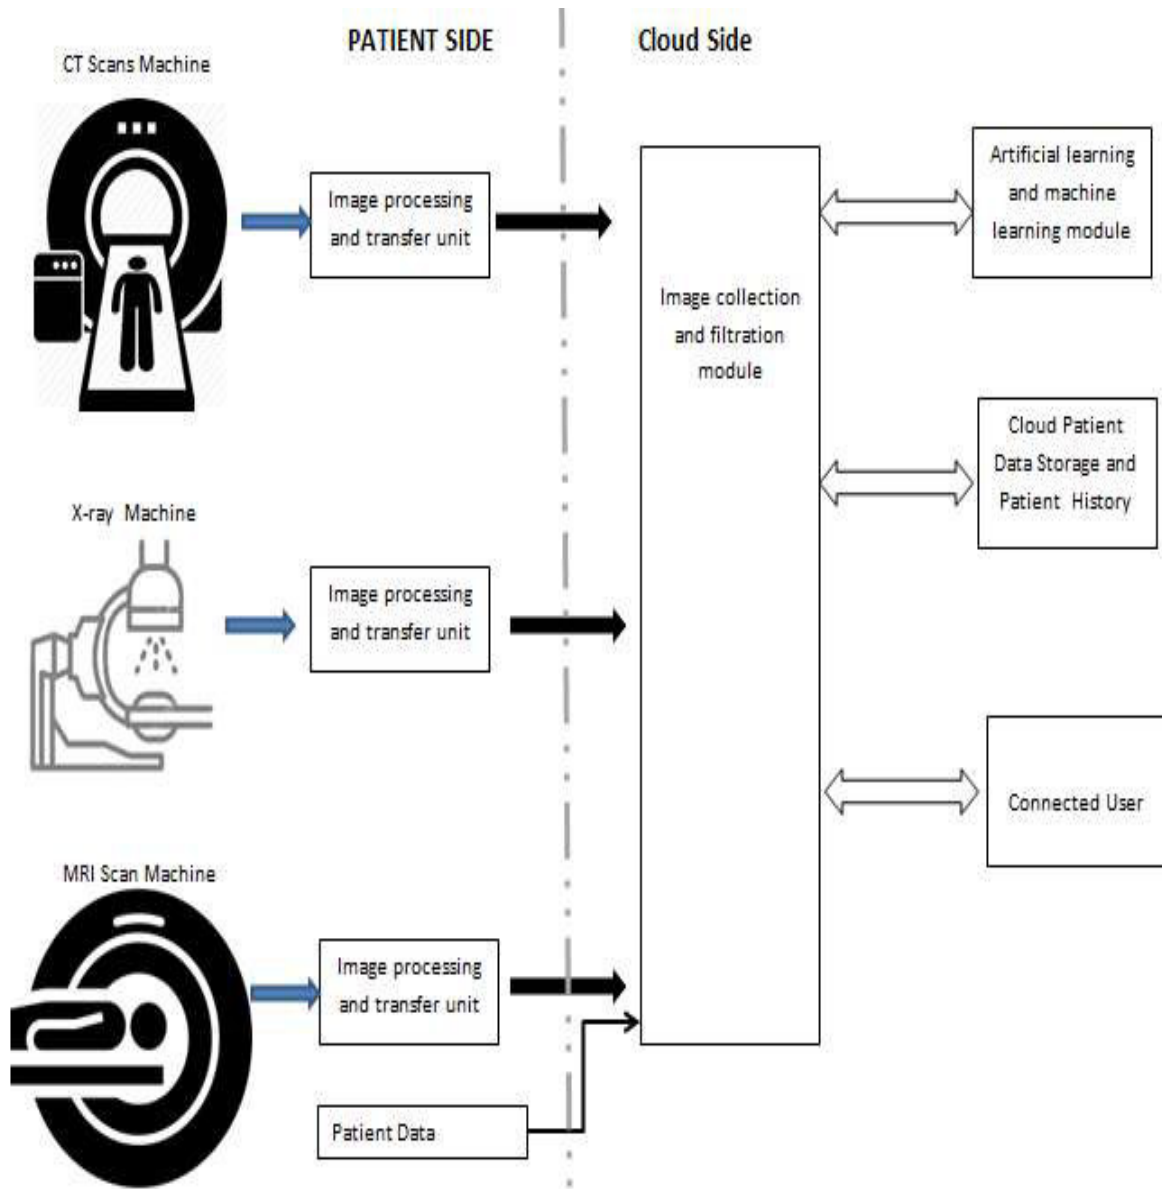 PATIENT SIDE
Cloud Side
CT Scans Machine
Image processing
and transfer unit
Artificial learning
and machine
learning module
Image collection
and filtration
module
Cloud Patient
Data Storage and
Patient History
X-ray Machine
Image processing
and transfer unit
Connected User
MRI Scan Machine
Image processing
and transfer unit
Patient Data